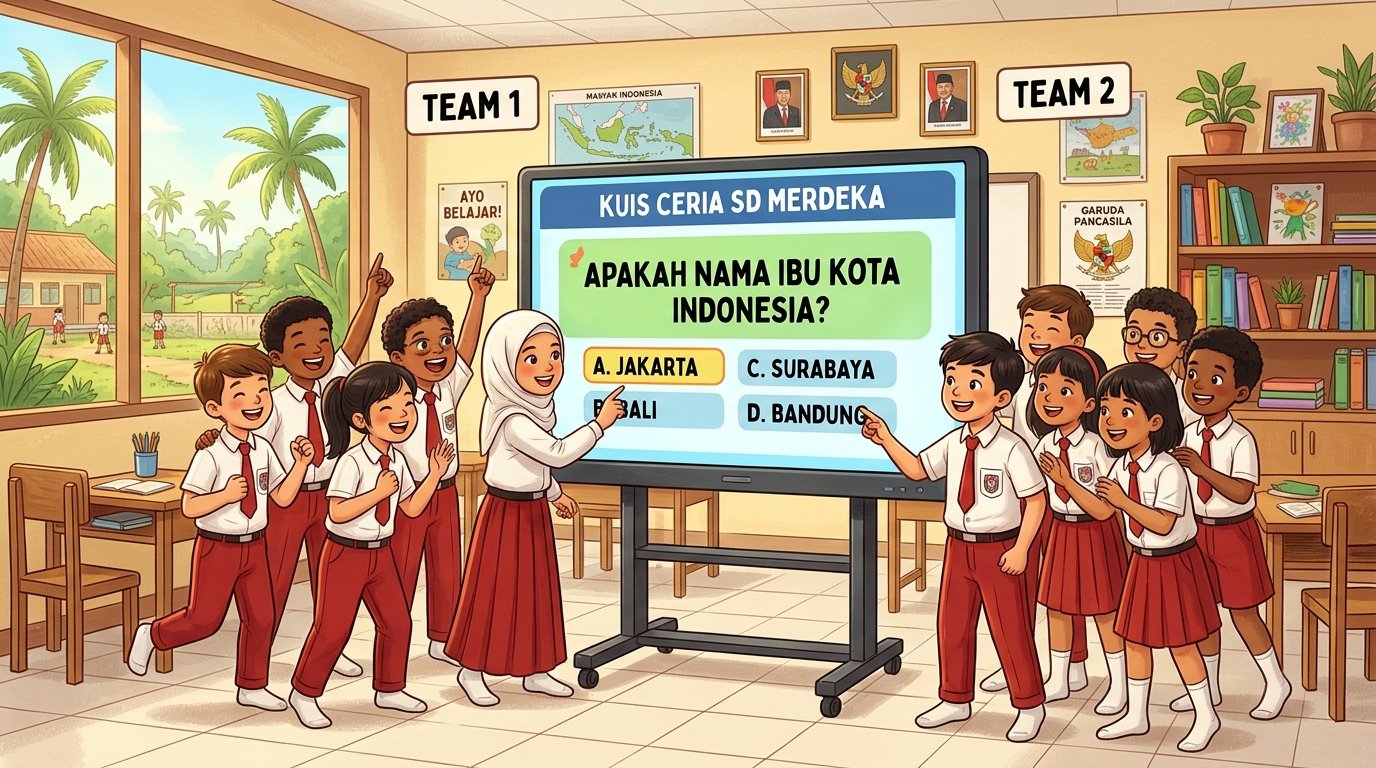 TEAM 1
MABYAK INDONESIA
TEAM 2
AYO
BELAJAR!
KUIS CERIA SD MERDEKA
GARUDA
PANCASILA
APAKAH NAMA IBU KOTA
INDONESIA?
A. JAKARTA
C. SURABAYA
B. BALI
D. BANDUNG